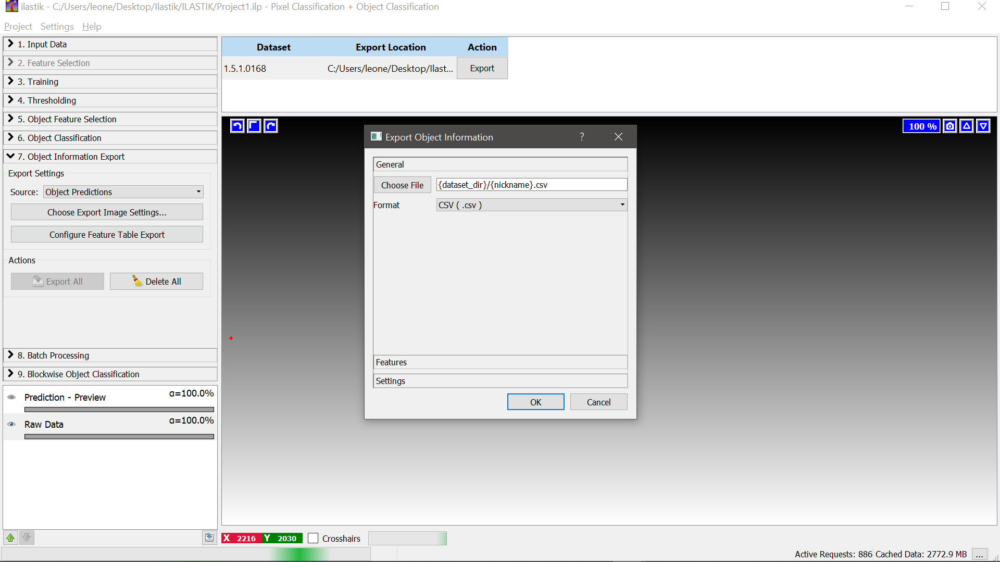 ilastik - C:/Users/leone/Desktop/Ilastik/ILASTIK/Project1.ilp - Pixel Classification + Object Classification
Project Settings Help
1. Input Data
2. Feature Selection
3. Training
4. Thresholding
5. Object Feature Selection
6. Object Classification
7. Object Information Export
Export Settings
Source: Object Predictions
Choose Export Image Settings...
Configure Feature Table Export
Actions
Export All Delete All
8. Batch Processing
9. Blockwise Object Classification
Prediction - Preview α=100.0%
Raw Data α=100.0%
Dataset Export Location Action
1.5.1.0168 C:/Users/leone/Desktop/Ilast... Export
100 %
Export Object Information ?
General
Choose File {dataset_dir}/{nickname}.csv
Format CSV ( .csv )
Features
Settings
OK Cancel
X 2216 Y 2030 Crosshairs
Active Requests: 886 Cached Data: 2772.9 MB ...